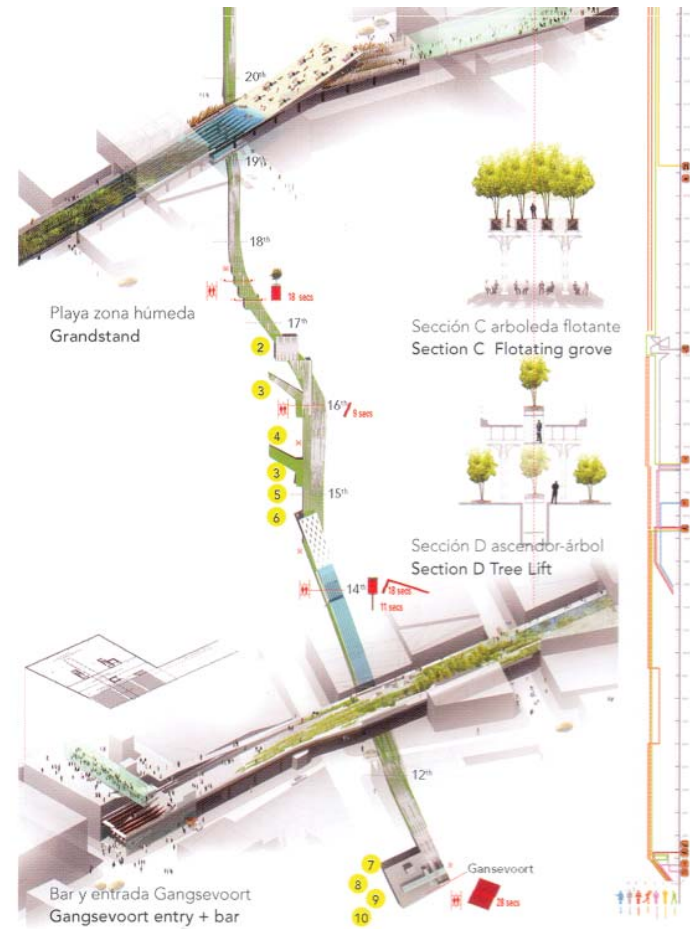 20th
19th
18th
18 secs
Playa zona húmeda
Grandstand
17th
2
Sección C arboleda flotante
Section C Flotating grove
3
16th
9 secs
4
3
5
15th
6
Sección D ascendor-árbol
Section D Tree Lift
14th
18 secs
11 secs
12th
7
Gansevoort
8
9
28 secs
10
Bar y entrada Gangsevoort
Gangsevoort entry + bar